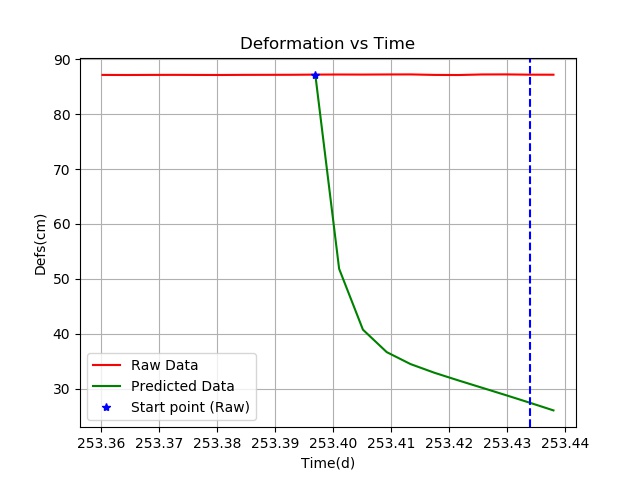 Deformation vs Time
Defs(cm)
90
80
70
60
50
40
30
Raw Data
Predicted Data
Start point (Raw)
253.36 253.37 253.38 253.39 253.40 253.41 253.42 253.43 253.44
Time(d)